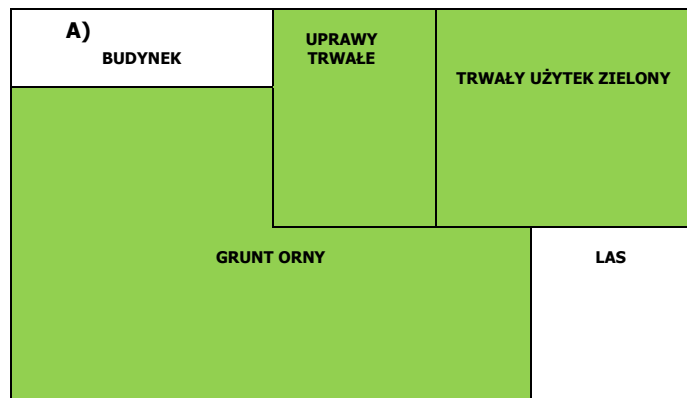 A)
BUDYNEK
UPRAWY
TRWAŁE
TRWAŁY UŻYTEK ZIELONY
GRUNT ORNY
LAS